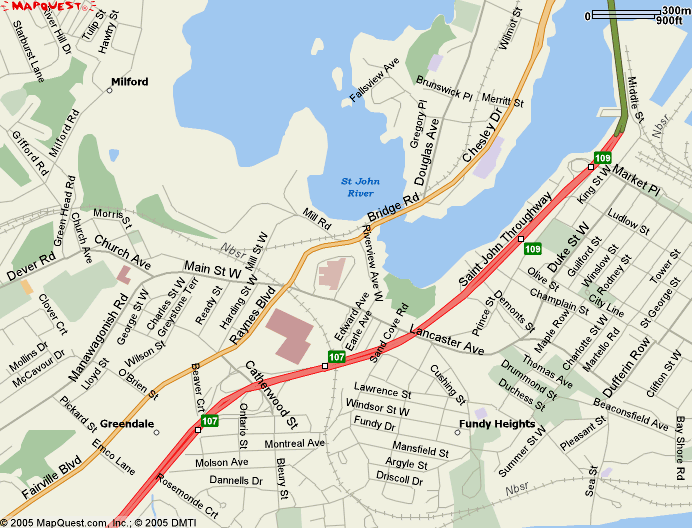 MAPQUEST
0 300m
900ft
River Hill Dr
Tulip St
Hawtry St
Starburst Lane
Milford
Milford Rd
Gifford Rd
Green Head Rd
Wilmot St
Fallsview Ave
Brunswick Pl
Merritt St
Gregory Pl
Douglas Ave
Chesley Dr
Middle St
Nbsr
109
Market Pl
King St W
St John
River
Bridge Rd
Mill Rd
Riverview Ave W
Saint John Throughway
109
Ludlow St
Duke St W
Guilford St
Winslow St
Rodney St
Tower St
St George St
City Line
Olive St
Champlain St
Demonts St
Prince St
Maple Row
Charlotte St W
Martello Rd
Dufferin Row
Clifton St W
Thomas Ave
Drummond St
Duchess St
Beaconsfield Ave
Bay Shore Rd
Pleasant St
Summer St W
Sea St
Nbsr
Morris St
Church Ave
Church Ave
Dever Rd
Nbsr
Mill St W
Main St W
Harding St W
Ready St
Greystone Terr
Charles St W
George St W
Manawagonish Rd
Clover Crt
Mollins Dr
McCavour Dr
Lloyd St
Wilson St
O'Brien St
Raynes Blvd
Edward Ave
Earle Ave
Sand Cove Rd
Lancaster Ave
107
Catherwood St
Beaver Crt
Ontario St
107
Greendale
Pickard St
Emco Lane
Fairville Blvd
Rosemonde Crt
Molson Ave
Dannells Dr
Montreal Ave
Bleury St
Lawrence St
Windsor St W
Fundy Dr
Cushing St
Fundy Heights
Mansfield St
Argyle St
Driscoll Dr
© 2005 MapQuest.com, Inc.; © 2005 DMTI